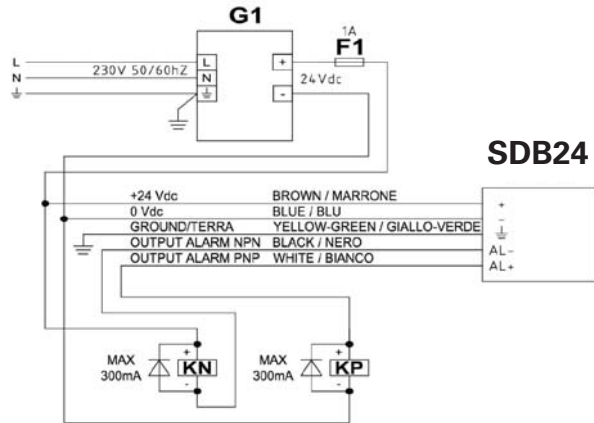 G1
1A
F1
L
230V 50/60hZ
L
+
N
N
24Vdc
-
SDB24
+24 Vdc BROWN / MARRONE +
0 Vdc BLUE / BLU -
GROUND/TERRA YELLOW-GREEN / GIALLO-VERDE
OUTPUT ALARM NPN BLACK / NERO AL-
OUTPUT ALARM PNP WHITE / BIANCO AL+
+
MAX
300mA
KN
-
+
MAX
300mA
KP
-